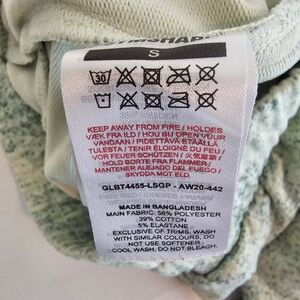 GYMSHARK
S
30
KEEP AWAY FROM FIRE / HOLDES
VÆK FRA ILD / HOU BIJ OPEN VUUR
VANDAAN / PIDETTÄVÄ ETÄÄLLÄ
TULESTA / TENIR ÉLOIGNÉ DU FEU /
VOR FEUER SCHÜTZEN /
HOLD BORTE FRA FLAMMER/
MANTENER ALEJADO DEL FUEGO /
SKYDDA MOT ELD
GLBT4455-LSGP - AW20-442
MADE IN BANGLADESH
MAIN FABRIC: 56% POLYESTER
39% COTTON
5% ELASTANE
EXCLUSIVE OF TRIMS. WASH
WITH SIMILAR COLOURS, DO
NOT USE SOFTENER
COOL WASH, DO NOT BLEACH,